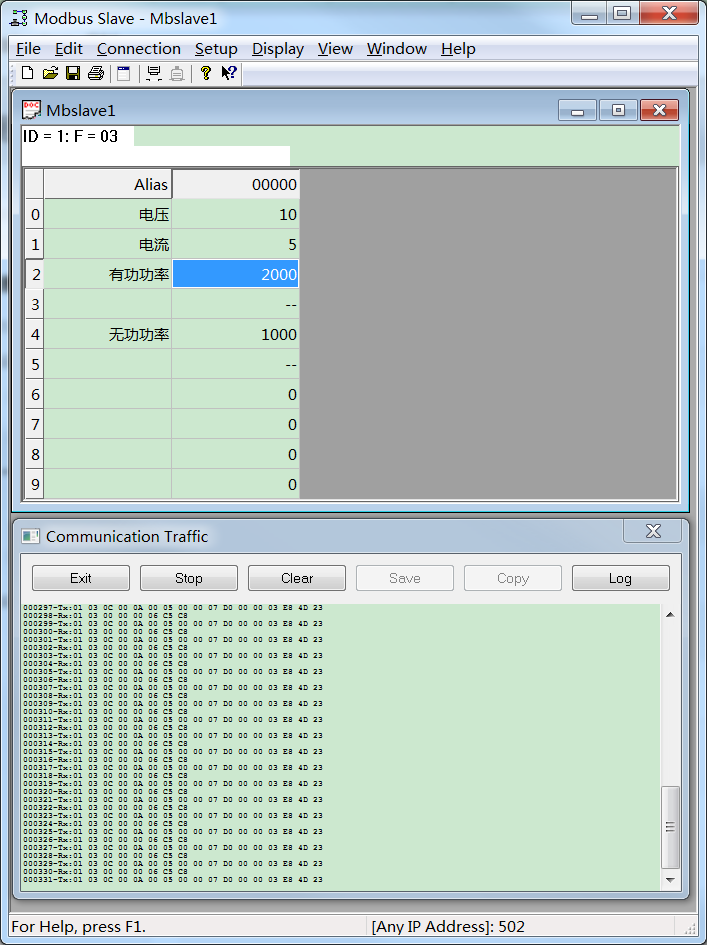 Modbus Slave - Mbslave1
File Edit Connection Setup Display View Window Help
Mbslave1
ID = 1: F = 03
Alias 00000
0 电压 10
1 电流 5
2 有功功率 2000
3 --
4 无功功率 1000
5 --
6 0
7 0
8 0
9 0
Communication Traffic
Exit Stop Clear Save Copy Log
000297-Tx:01 03 0C 00 0A 00 05 00 00 07 D0 00 00 03 E8 4D 23
000298-Rx:01 03 00 00 00 06 C5 C8
000299-Tx:01 03 0C 00 0A 00 05 00 00 07 D0 00 00 03 E8 4D 23
000300-Rx:01 03 00 00 00 06 C5 C8
000301-Tx:01 03 0C 00 0A 00 05 00 00 07 D0 00 00 03 E8 4D 23
000302-Rx:01 03 00 00 00 06 C5 C8
000303-Tx:01 03 0C 00 0A 00 05 00 00 07 D0 00 00 03 E8 4D 23
000304-Rx:01 03 00 00 00 06 C5 C8
000305-Tx:01 03 0C 00 0A 00 05 00 00 07 D0 00 00 03 E8 4D 23
000306-Rx:01 03 00 00 00 06 C5 C8
000307-Tx:01 03 0C 00 0A 00 05 00 00 07 D0 00 00 03 E8 4D 23
000308-Rx:01 03 00 00 00 06 C5 C8
000309-Tx:01 03 0C 00 0A 00 05 00 00 07 D0 00 00 03 E8 4D 23
000310-Rx:01 03 00 00 00 06 C5 C8
000311-Tx:01 03 0C 00 0A 00 05 00 00 07 D0 00 00 03 E8 4D 23
000312-Rx:01 03 00 00 00 06 C5 C8
000313-Tx:01 03 0C 00 0A 00 05 00 00 07 D0 00 00 03 E8 4D 23
000314-Rx:01 03 00 00 00 06 C5 C8
000315-Tx:01 03 0C 00 0A 00 05 00 00 07 D0 00 00 03 E8 4D 23
000316-Rx:01 03 00 00 00 06 C5 C8
000317-Tx:01 03 0C 00 0A 00 05 00 00 07 D0 00 00 03 E8 4D 23
000318-Rx:01 03 00 00 00 06 C5 C8
000319-Tx:01 03 0C 00 0A 00 05 00 00 07 D0 00 00 03 E8 4D 23
000320-Rx:01 03 00 00 00 06 C5 C8
000321-Tx:01 03 0C 00 0A 00 05 00 00 07 D0 00 00 03 E8 4D 23
000322-Rx:01 03 00 00 00 06 C5 C8
000323-Tx:01 03 0C 00 0A 00 05 00 00 07 D0 00 00 03 E8 4D 23
000324-Rx:01 03 00 00 00 06 C5 C8
000325-Tx:01 03 0C 00 0A 00 05 00 00 07 D0 00 00 03 E8 4D 23
000326-Rx:01 03 00 00 00 06 C5 C8
000327-Tx:01 03 0C 00 0A 00 05 00 00 07 D0 00 00 03 E8 4D 23
000328-Rx:01 03 00 00 00 06 C5 C8
000329-Tx:01 03 0C 00 0A 00 05 00 00 07 D0 00 00 03 E8 4D 23
000330-Rx:01 03 00 00 00 06 C5 C8
000331-Tx:01 03 0C 00 0A 00 05 00 00 07 D0 00 00 03 E8 4D 23
For Help, press F1. [Any IP Address]: 502